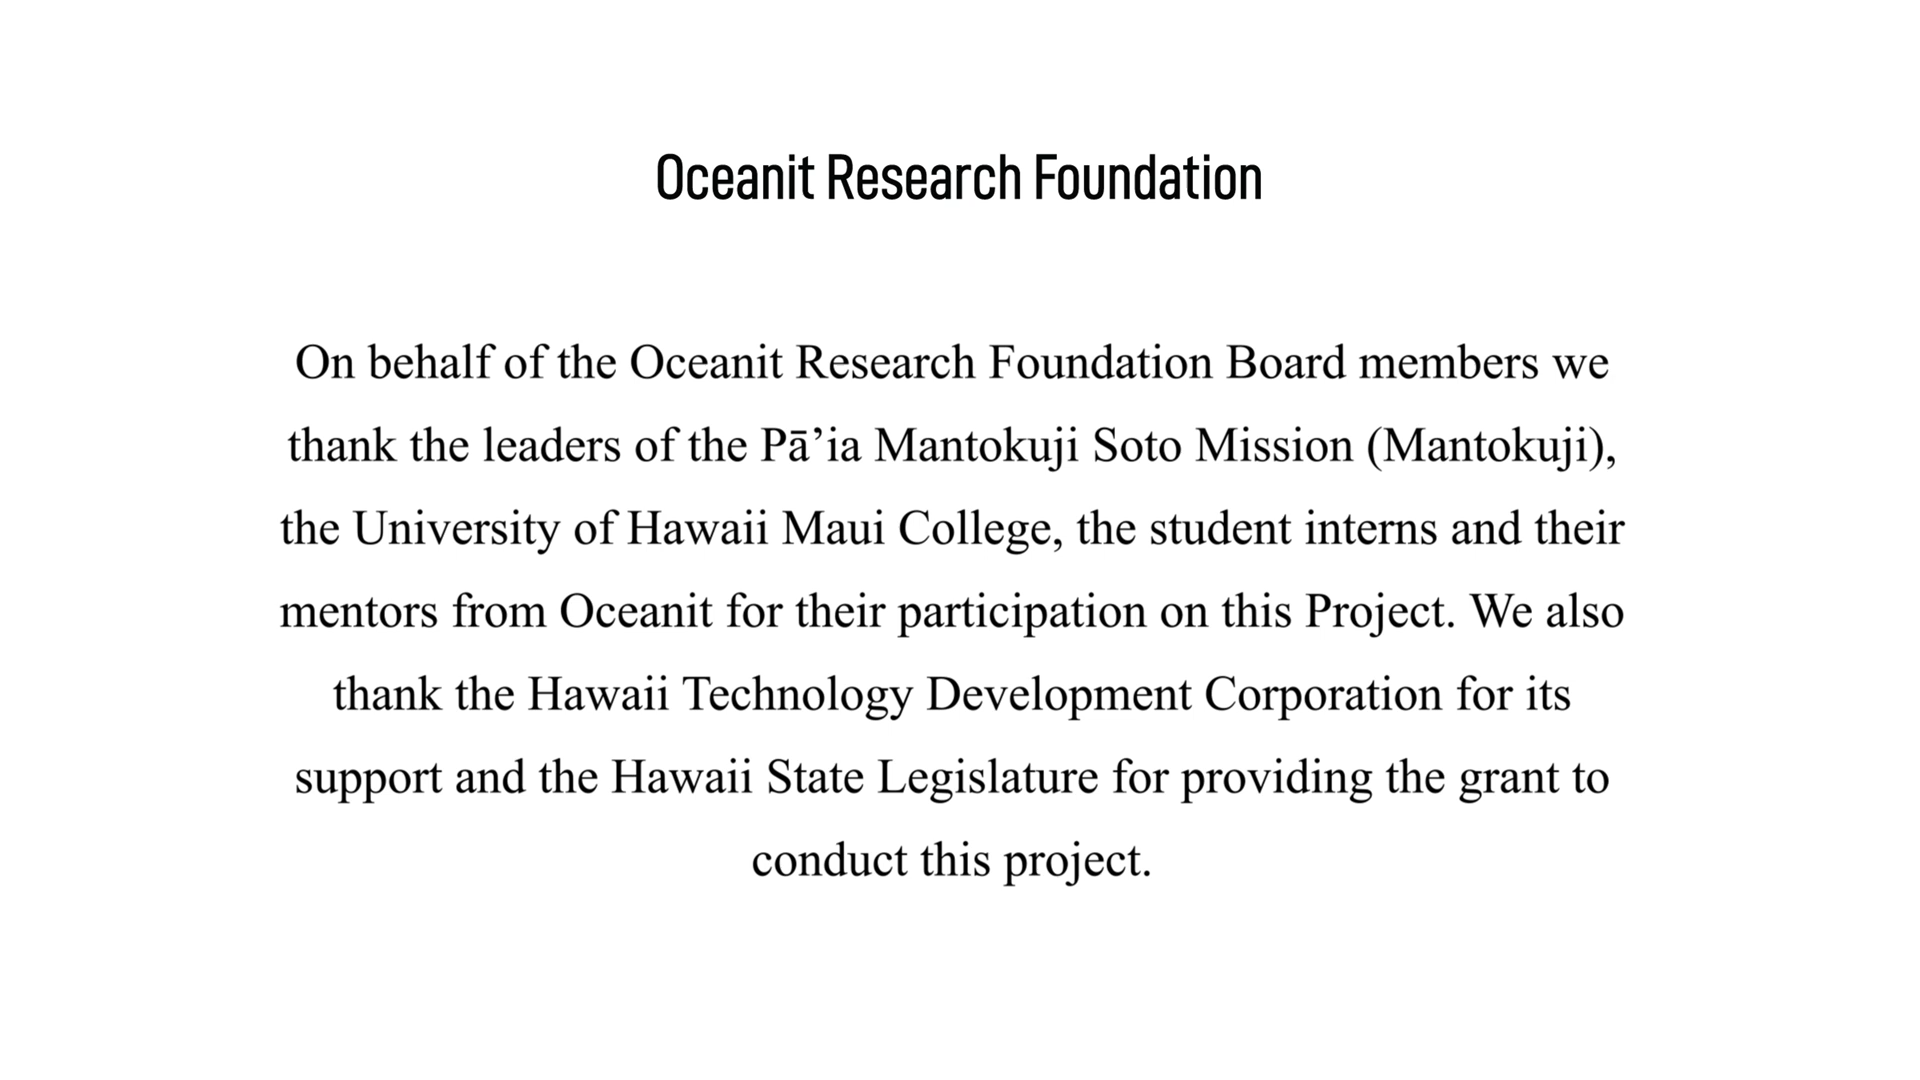 Oceanit Research Foundation
On behalf of the Oceanit Research Foundation Board members we
thank the leaders of the Pā’ia Mantokuji Soto Mission (Mantokuji),
the University of Hawaii Maui College, the student interns and their
mentors from Oceanit for their participation on this Project. We also
thank the Hawaii Technology Development Corporation for its
support and the Hawaii State Legislature for providing the grant to
conduct this project.